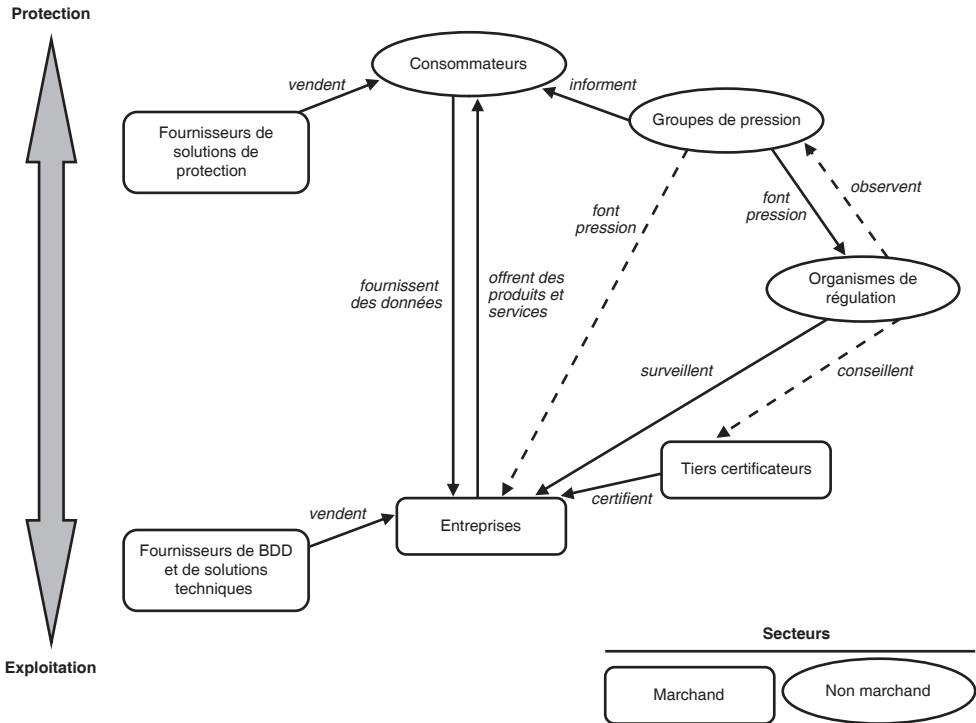 Protection
Consommateurs
vendent
informent
Fournisseurs de
solutions de
protection
Groupes de pression
observent
font
pression
font
pression
fournissent
des données
offrent des
produits et
services
Organismes de
régulation
surveillent
conseillent
Tiers certificateurs
certifient
vendent
Entreprises
Fournisseurs de BDD
et de solutions
techniques
Exploitation
Secteurs
Marchand
Non marchand